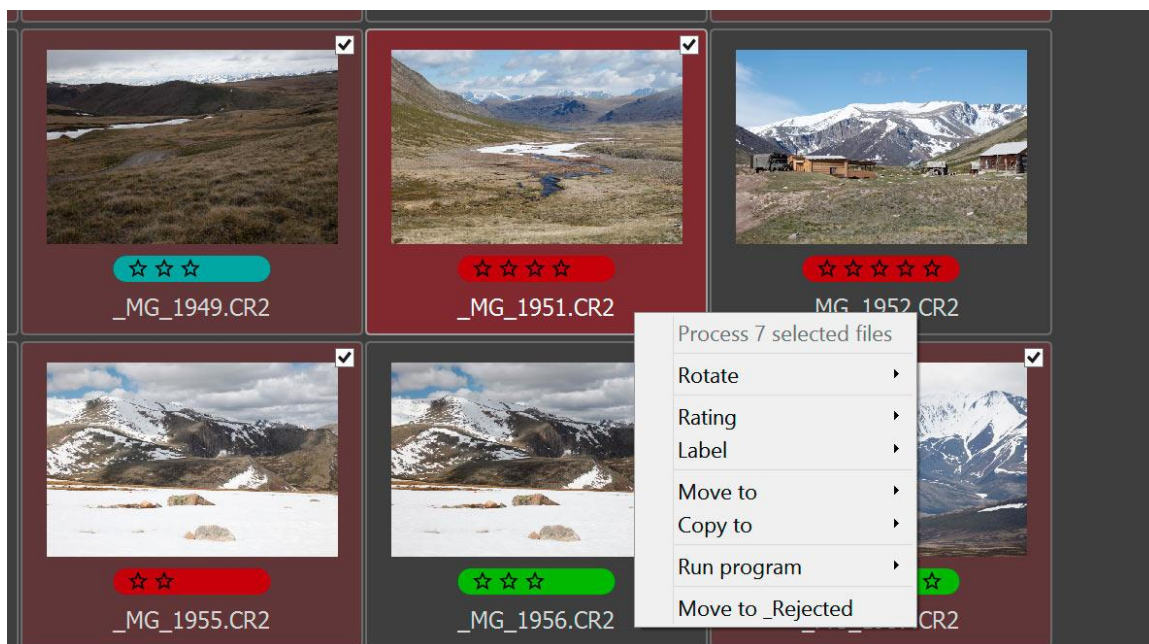 _MG_1949.CR2
_MG_1951.CR2
_MG_1952.CR2
Process 7 selected files
Rotate
Rating
Label
Move to
Copy to
Run program
Move to _Rejected
_MG_1955.CR2
_MG_1956.CR2
CR2